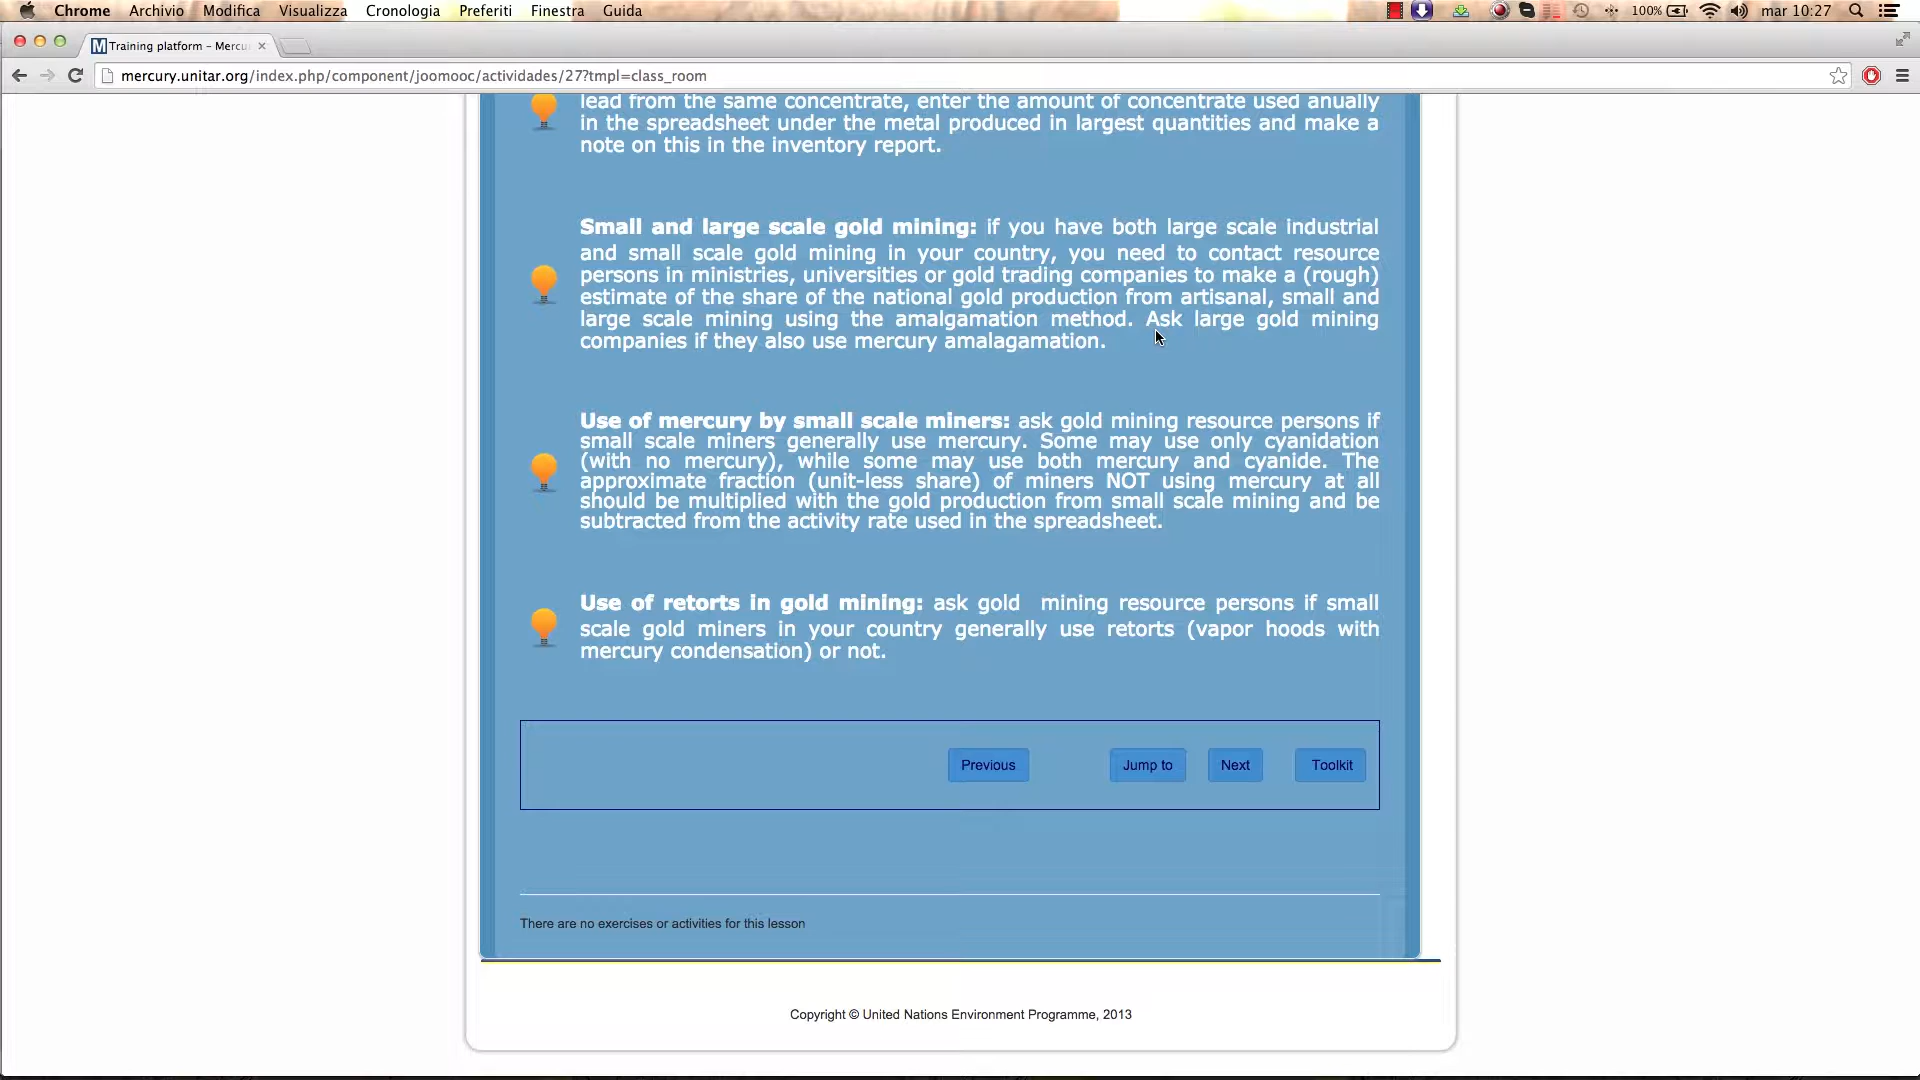 Chrome Archivio Modifica Visualizza Cronologia Preferiti Finestra Guida 100% mar 10:27
Training platform – Mercu
mercury.unitar.org/index.php/component/joomooc/actividades/27?tmpl=class_room
lead from the same concentrate, enter the amount of concentrate used anually
in the spreadsheet under the metal produced in largest quantities and make a
note on this in the inventory report.
Small and large scale gold mining: if you have both large scale industrial
and small scale gold mining in your country, you need to contact resource
persons in ministries, universities or gold trading companies to make a (rough)
estimate of the share of the national gold production from artisanal, small and
large scale mining using the amalgamation method. Ask large gold mining
companies if they also use mercury amalagamation.
Use of mercury by small scale miners: ask gold mining resource persons if
small scale miners generally use mercury. Some may use only cyanidation
(with no mercury), while some may use both mercury and cyanide. The
approximate fraction (unit-less share) of miners NOT using mercury at all
should be multiplied with the gold production from small scale mining and be
subtracted from the activity rate used in the spreadsheet.
Use of retorts in gold mining: ask gold mining resource persons if small
scale gold miners in your country generally use retorts (vapor hoods with
mercury condensation) or not.
Previous Jump to Next Toolkit
There are no exercises or activities for this lesson
Copyright © United Nations Environment Programme, 2013